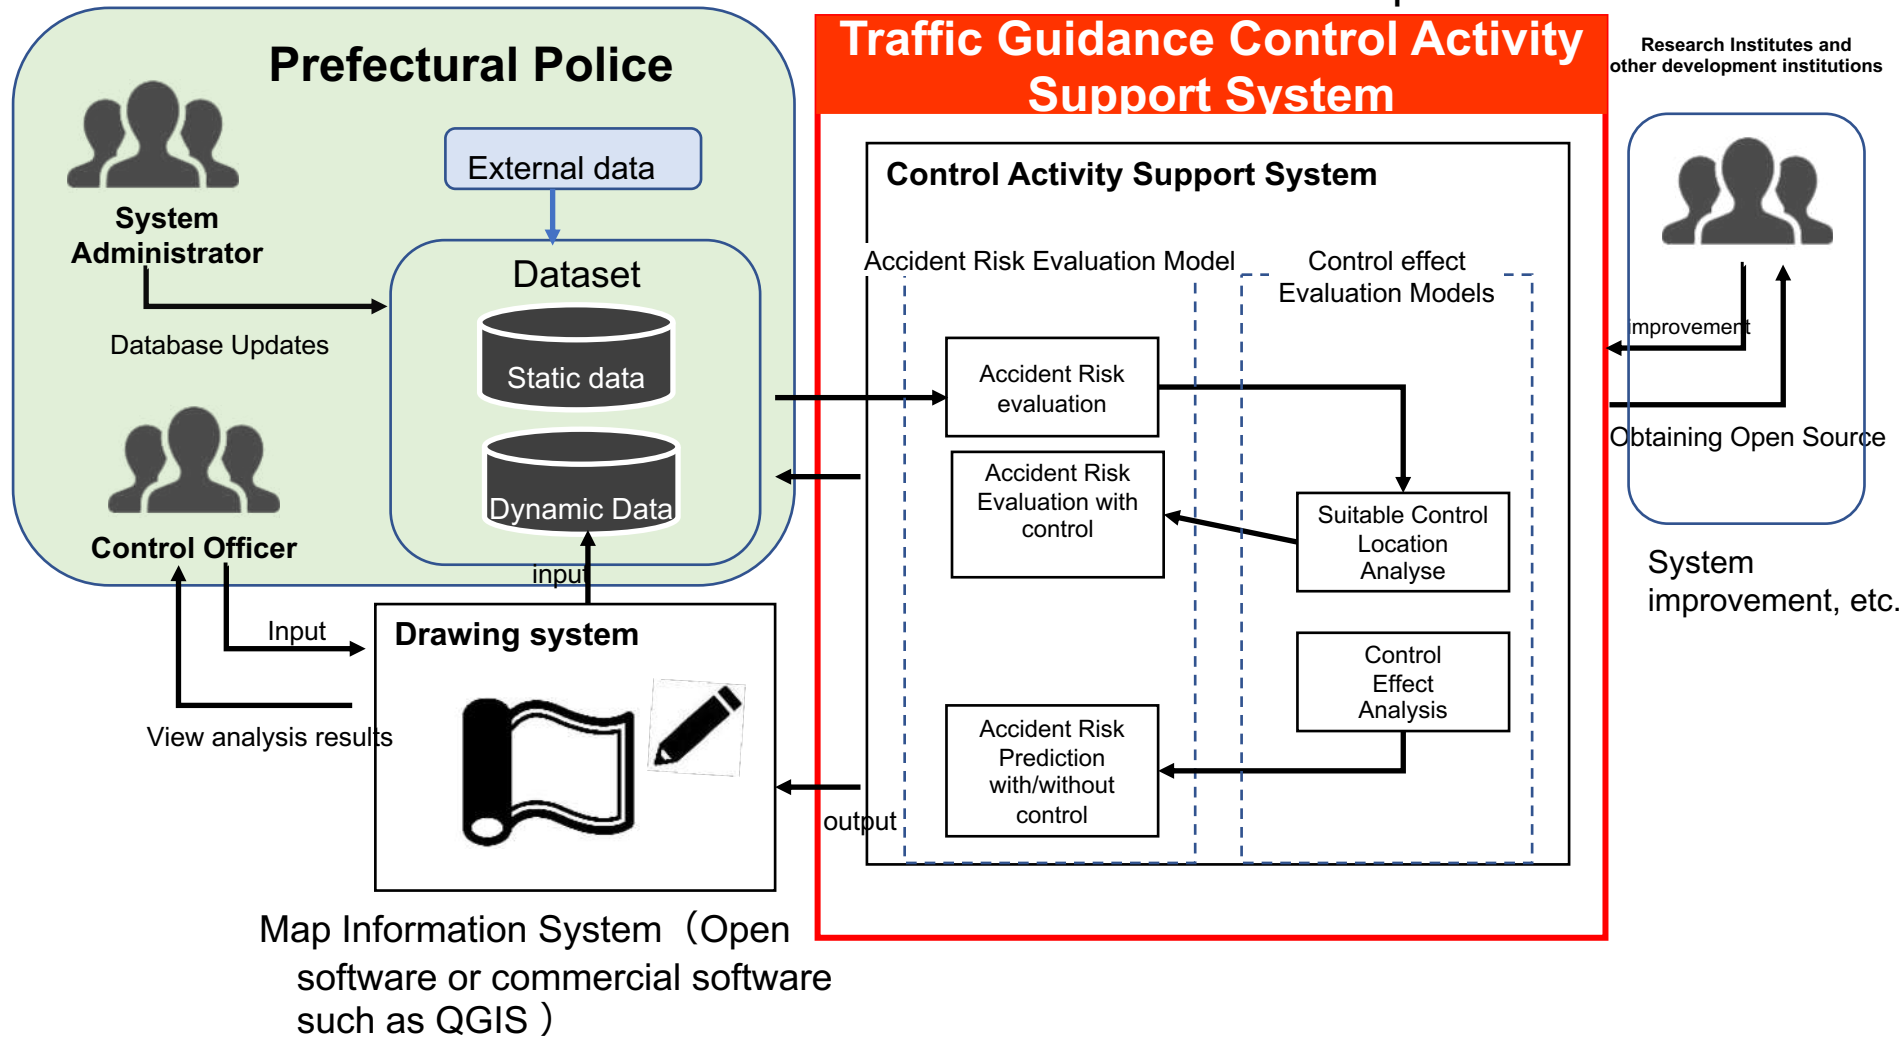 Prefectural Police
System
Administrator
Database Updates
External data
Dataset
Static data
Dynamic Data
Control Officer
input
Input
View analysis results
Drawing system
Map Information System（Open
software or commercial software
such as QGIS ）
Traffic Guidance Control Activity
Support System
Control Activity Support System
Accident Risk Evaluation Model
Control effect
Evaluation Models
Accident Risk
evaluation
Accident Risk
Evaluation with
control
Suitable Control
Location
Analyse
Control
Effect
Analysis
Accident Risk
Prediction
with/without
control
output
Research Institutes and
other development institutions
improvement
Obtaining Open Source
System
improvement, etc.